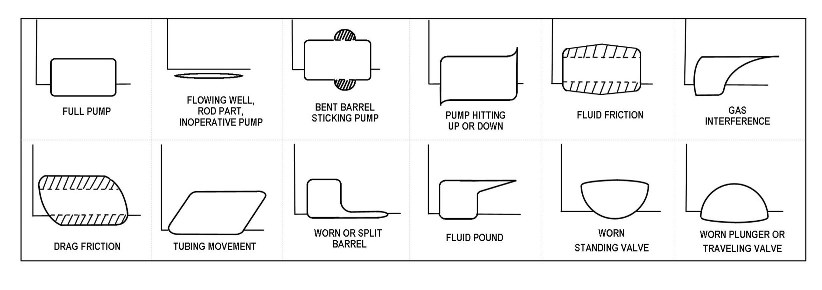 FULL PUMP
FLOWING WELL,
ROD PART,
INOPERATIVE PUMP
BENT BARREL
STICKING PUMP
PUMP HITTING
UP OR DOWN
FLUID FRICTION
GAS
INTERFERENCE
DRAG FRICTION
TUBING MOVEMENT
WORN OR SPLIT
BARREL
FLUID POUND
WORN
STANDING VALVE
WORN PLUNGER OR
TRAVELING VALVE